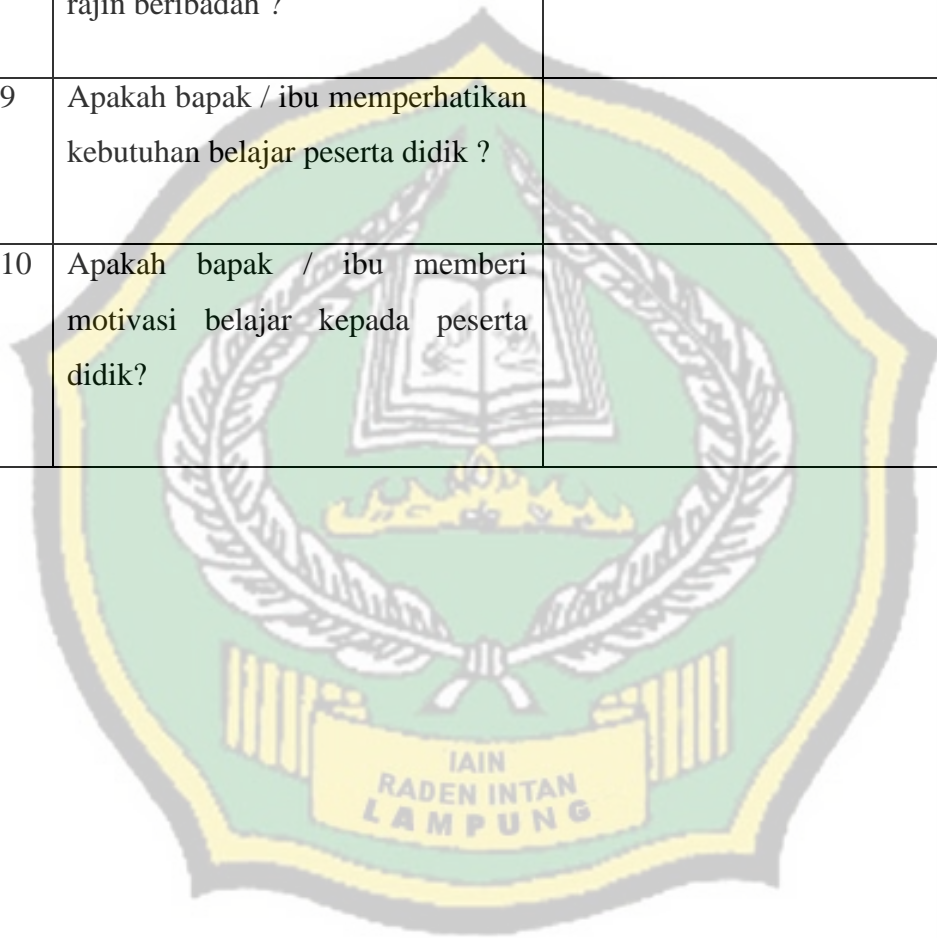 rajin beribadah ?
9 Apakah bapak / ibu memperhatikan
kebutuhan belajar peserta didik ?
10 Apakah bapak / ibu memberi
motivasi belajar kepada peserta
didik?
IAIN
RADEN INTAN
LAMPUNG